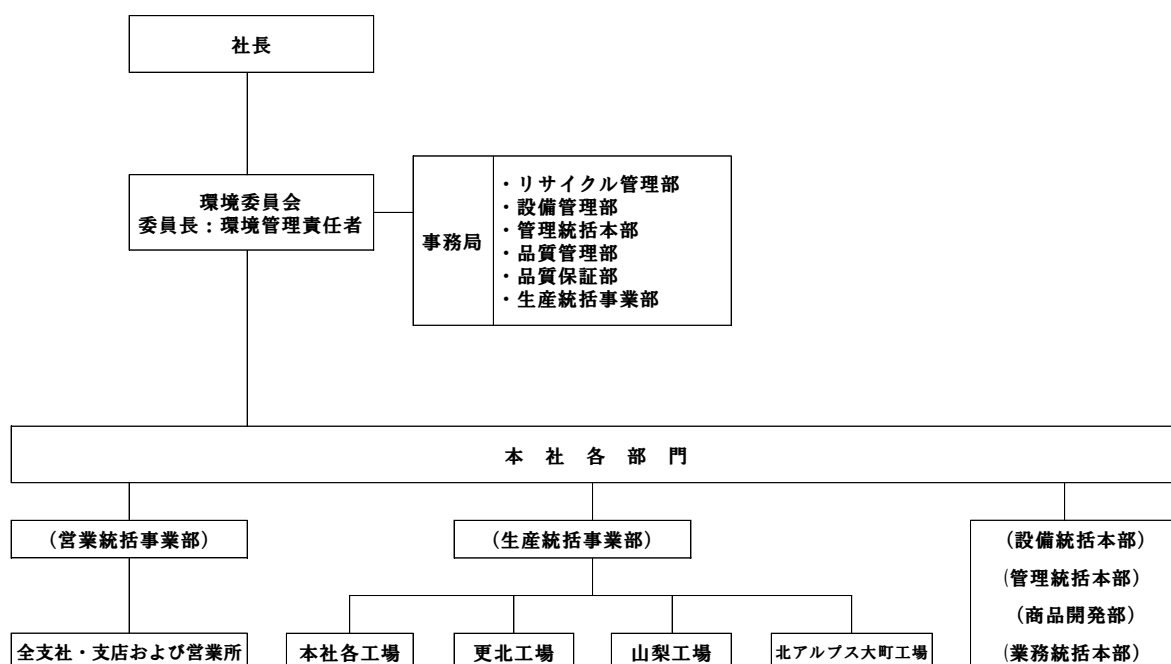 社長
環境委員会
委員長：環境管理責任者
事務局
・リサイクル管理部
・設備管理部
・管理統括本部
・品質管理部
・品質保証部
・生産統括事業部
本 社 各 部 門
（営業統括事業部）
（生産統括事業部）
（設備統括本部）
（管理統括本部）
（商品開発部）
（業務統括本部）
全支社・支店および営業所
本社各工場
更北工場
山梨工場
北アルプス大町工場